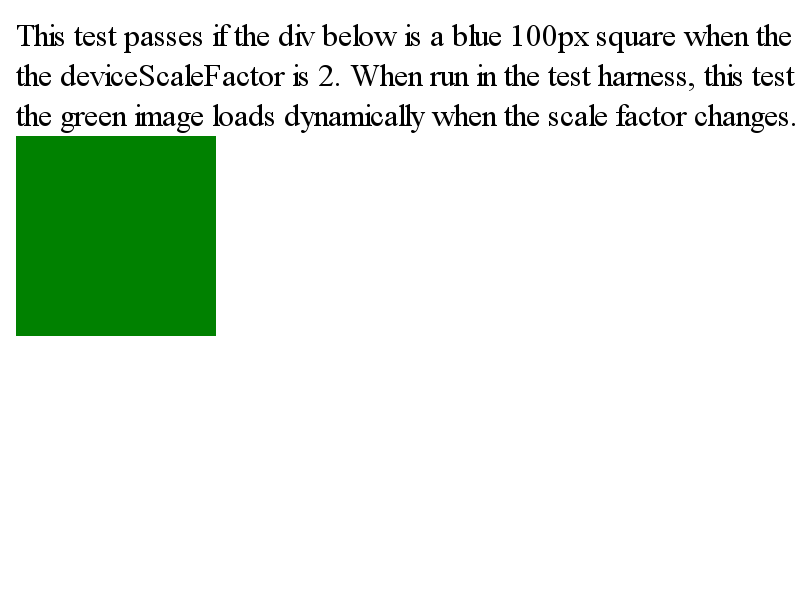 This test passes if the div below is a blue 100px square when the
the deviceScaleFactor is 2. When run in the test harness, this test
the green image loads dynamically when the scale factor changes.